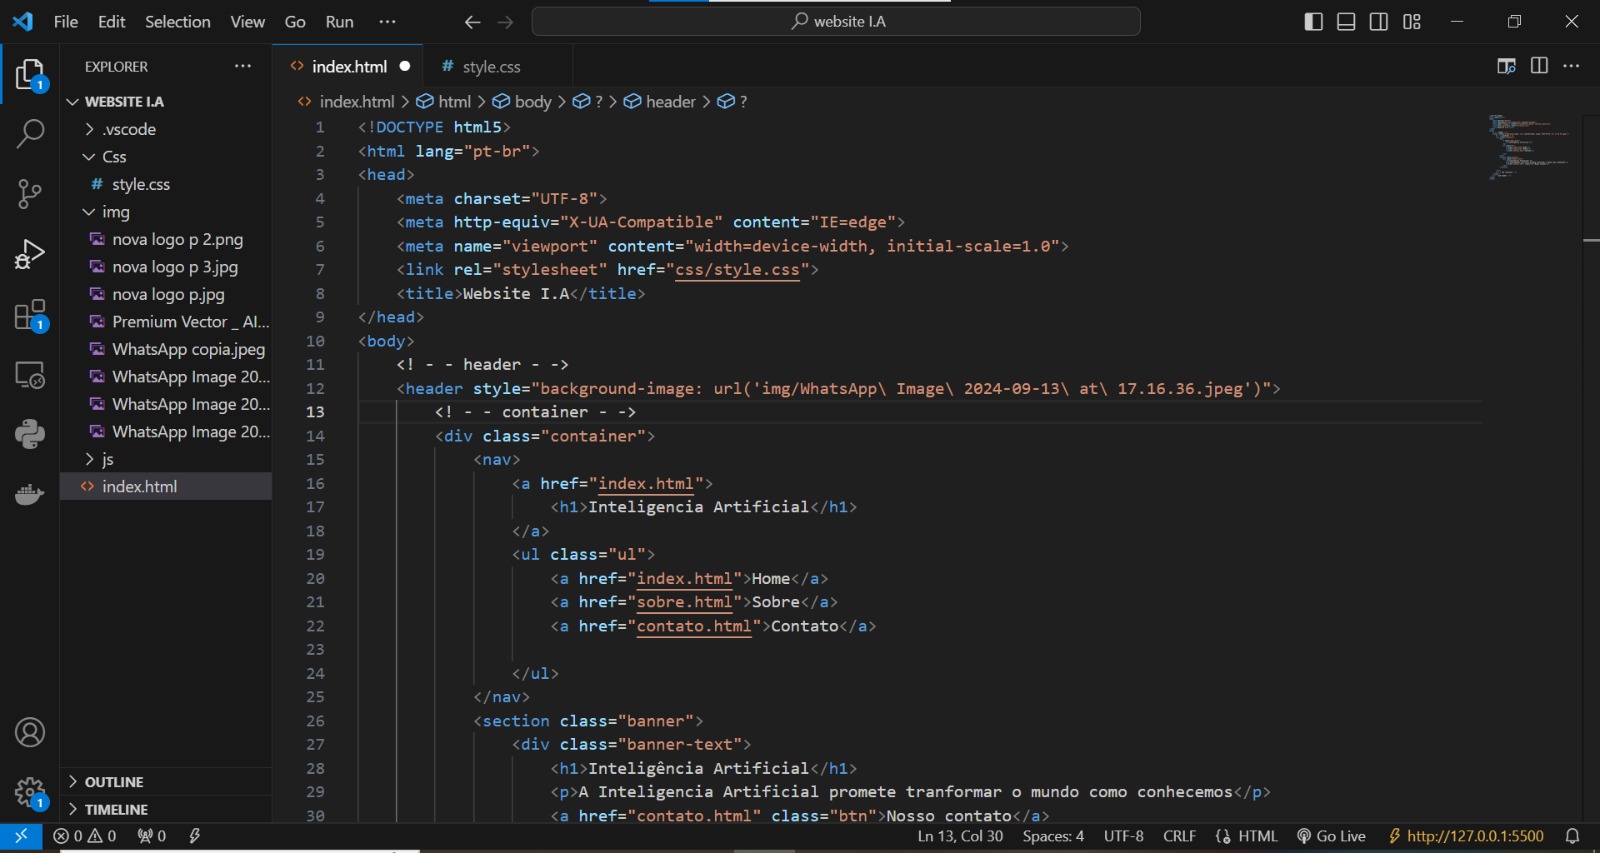 File Edit Selection View Go Run ··· website I.A
EXPLORER ···
WEBSITE I.A
.vscode
Css
# style.css
img
nova logo p 2.png
nova logo p 3.jpg
nova logo p.jpg
Premium Vector _ AI...
WhatsApp copia.jpeg
WhatsApp Image 20...
WhatsApp Image 20...
WhatsApp Image 20...
js
<> index.html
OUTLINE
TIMELINE
1
1
1
<> index.html ● # style.css
<> index.html > html > body > ? > header > ?
1 <!DOCTYPE html5>
2 <html lang="pt-br">
3 <head>
4 <meta charset="UTF-8">
5 <meta http-equiv="X-UA-Compatible" content="IE=edge">
6 <meta name="viewport" content="width=device-width, initial-scale=1.0">
7 <link rel="stylesheet" href="css/style.css">
8 <title>Website I.A</title>
9 </head>
10 <body>
11 <! - - header - ->
12 <header style="background-image: url('img/WhatsApp\ Image\ 2024-09-13\ at\ 17.16.36.jpeg')">
13 <! - - container - ->
14 <div class="container">
15 <nav>
16 <a href="index.html">
17 <h1>Inteligencia Artificial</h1>
18 </a>
19 <ul class="ul">
20 <a href="index.html">Home</a>
21 <a href="sobre.html">Sobre</a>
22 <a href="contato.html">Contato</a>
23
24 </ul>
25 </nav>
26 <section class="banner">
27 <div class="banner-text">
28 <h1>Inteligência Artificial</h1>
29 <p>A Inteligencia Artificial promete tranformar o mundo como conhecemos</p>
30 <a href="contato.html" class="btn">Nosso contato</a>
0 0 0 Ln 13, Col 30 Spaces: 4 UTF-8 CRLF {} HTML Go Live http://127.0.0.1:5500